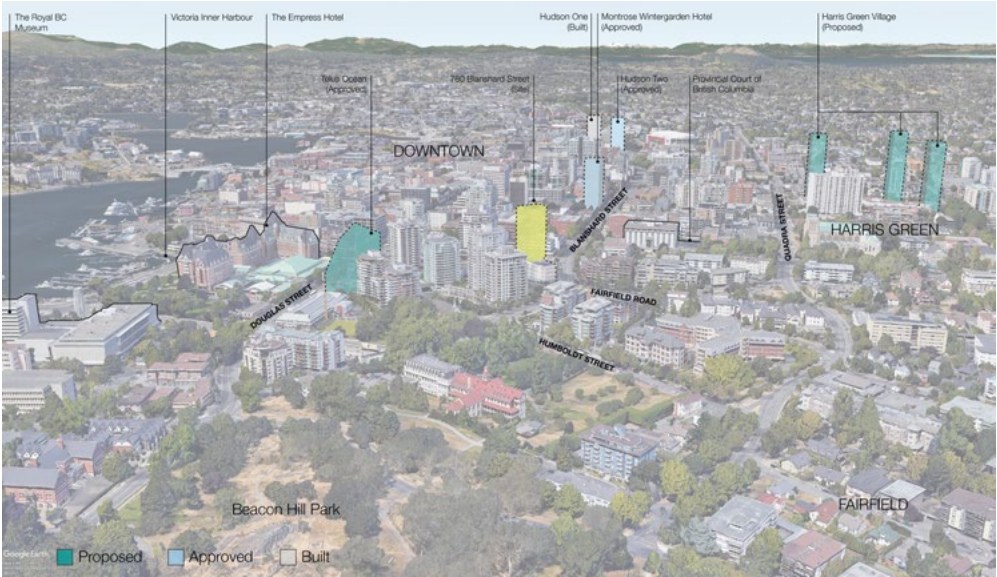 The Royal BC
Museum
Victoria Inner Harbour
The Empress Hotel
Hudson One
(Built)
Montrose Wintergarden Hotel
(Approved)
Harris Green Village
(Proposed)
Telus Ocean
(Approved)
780 Blanshard Street
(Site)
Hudson Two
(Approved)
Provincial Court of
British Columbia
DOWNTOWN
BLANSHARD STREET
QUADRA STREET
HARRIS GREEN
DOUGLAS STREET
FAIRFIELD ROAD
HUMBOLDT STREET
Beacon Hill Park
FAIRFIELD
Google Earth
Proposed
Approved
Built